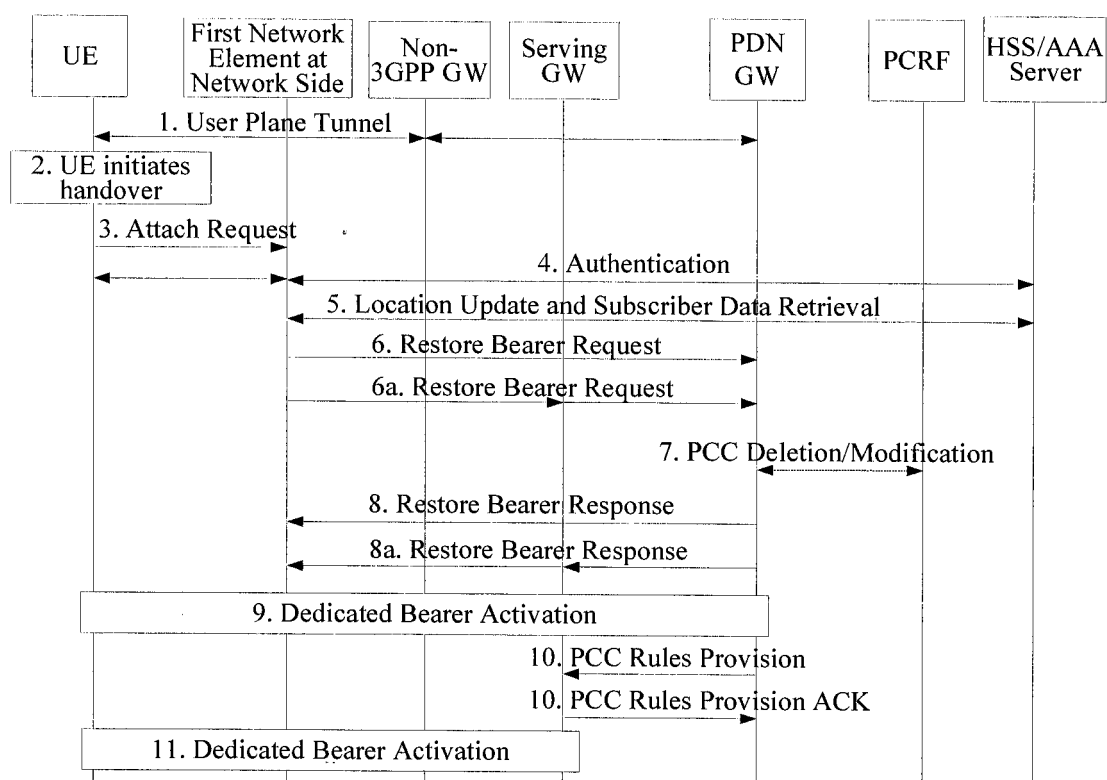 UE
First Network
Element at
Network Side
Non-
3GPP GW
Serving
GW
PDN
GW
PCRF
HSS/AAA
Server
1. User Plane Tunnel
2. UE initiates
handover
3. Attach Request
4. Authentication
5. Location Update and Subscriber Data Retrieval
6. Restore Bearer Request
6a. Restore Bearer Request
7. PCC Deletion/Modification
8. Restore Bearer Response
8a. Restore Bearer Response
9. Dedicated Bearer Activation
10. PCC Rules Provision
10. PCC Rules Provision ACK
11. Dedicated Bearer Activation